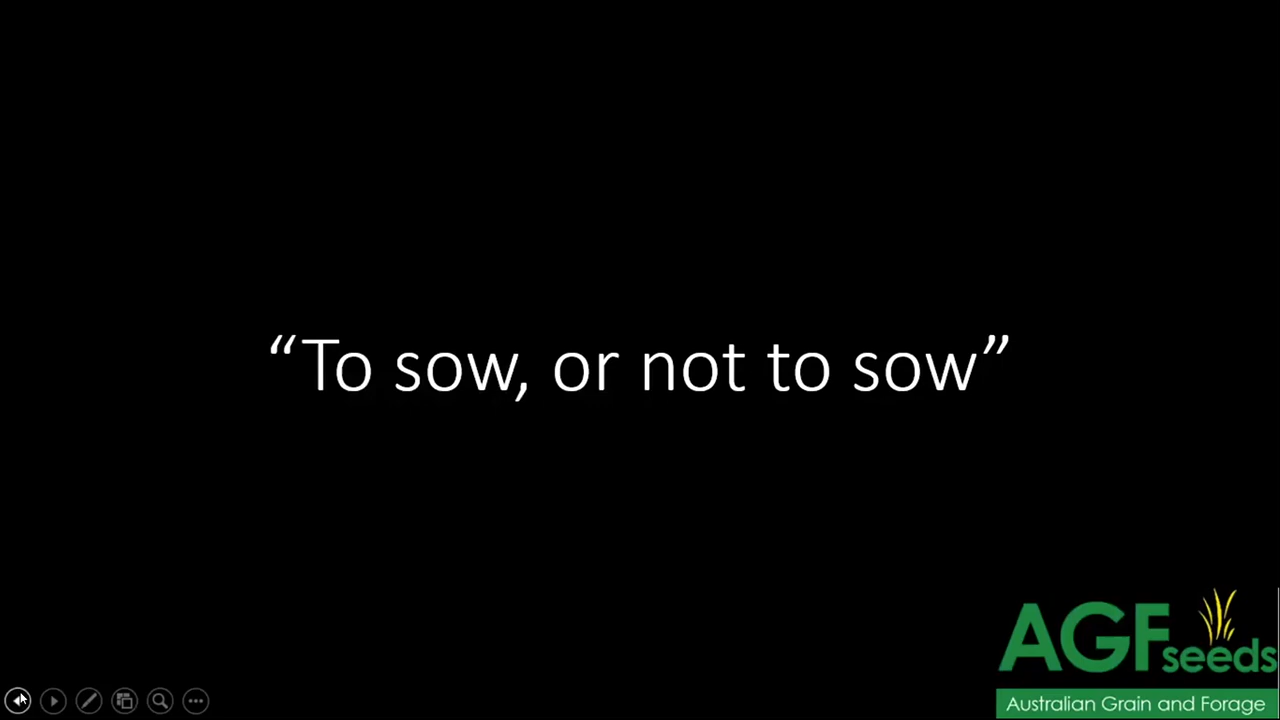 “To sow, or not to sow”
AGF seeds
Australian Grain and Forage